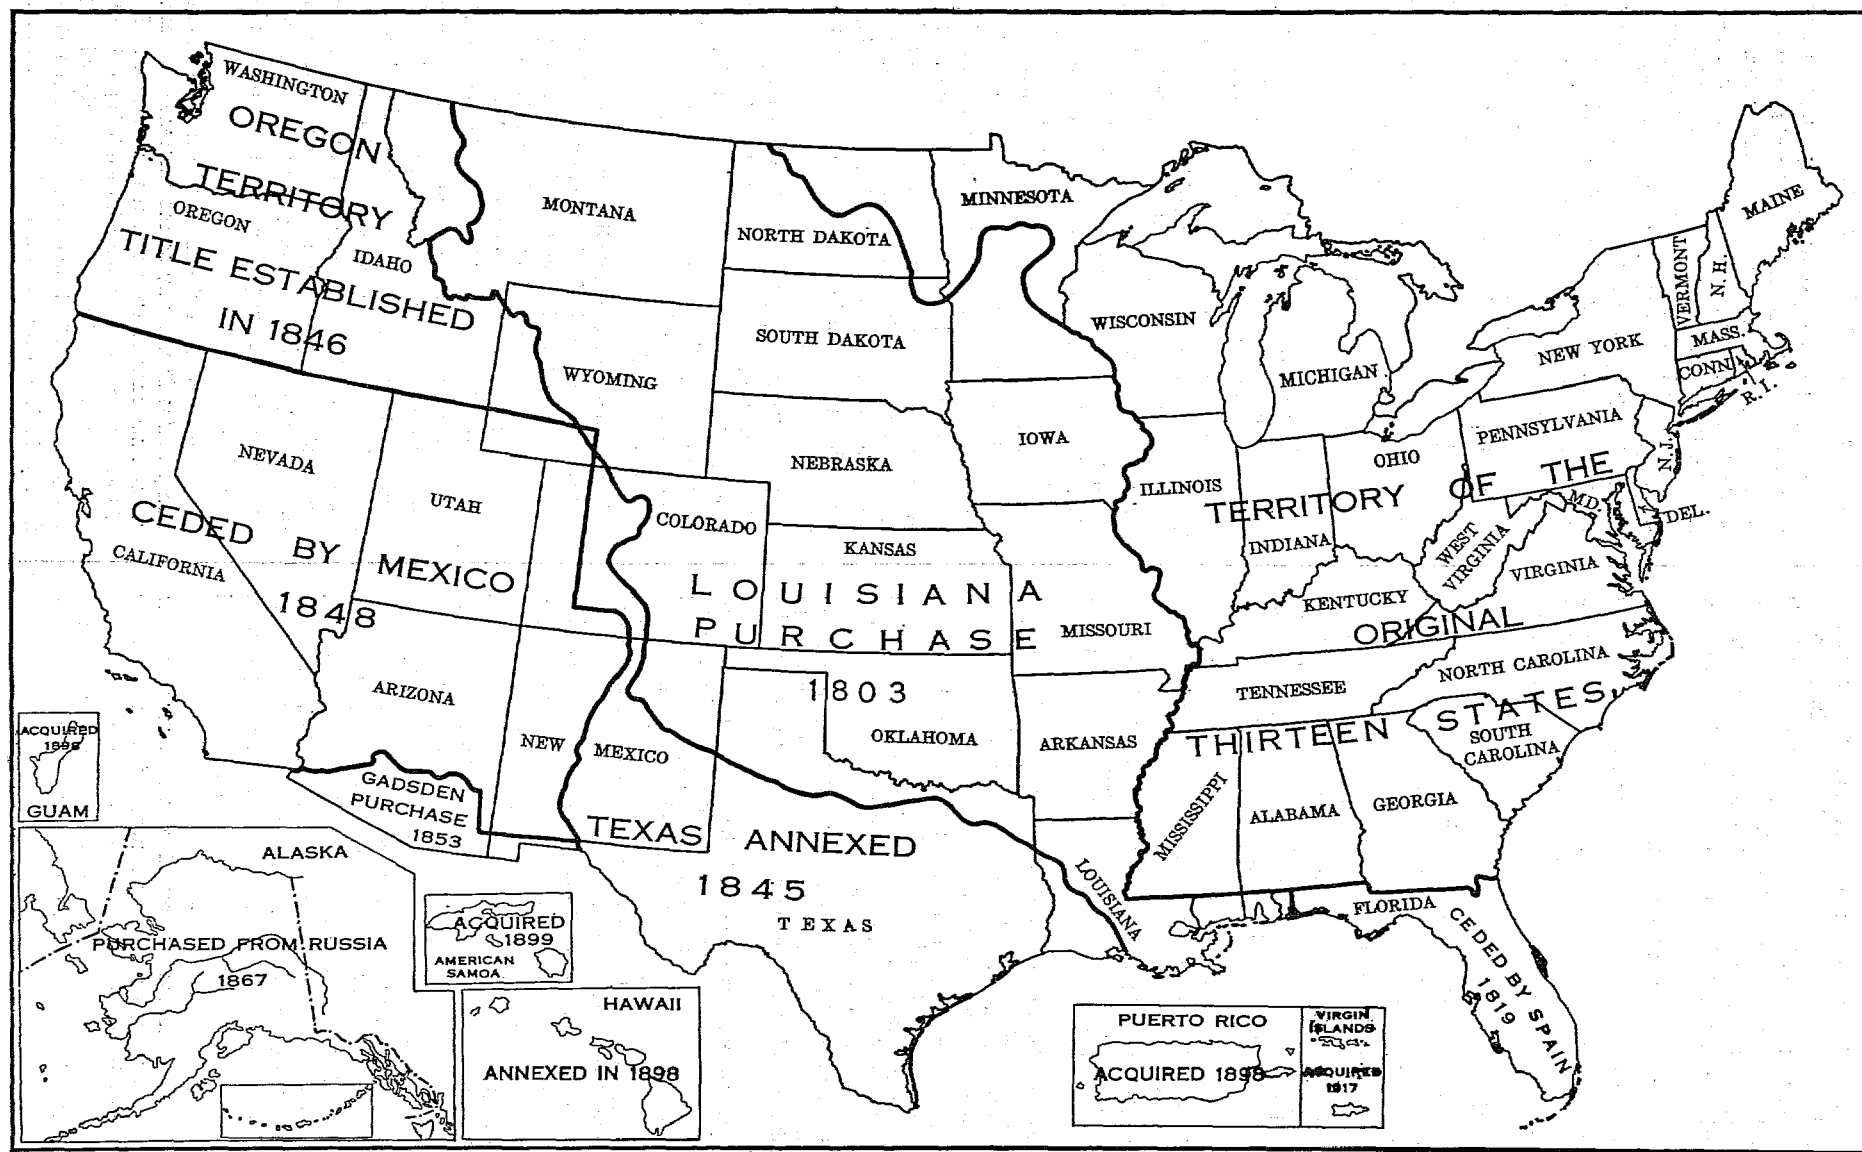 WASHINGTON
OREGON
TERRITORY
OREGON
TITLE ESTABLISHED
IN 1846
IDAHO
MONTANA
NORTH DAKOTA
MINNESOTA
SOUTH DAKOTA
WYOMING
WISCONSIN
MICHIGAN
NEW YORK
VERMONT
N. H.
MAINE
MASS.
CONN.
R. I.
NEVADA
UTAH
CEDED BY
MEXICO
1848
CALIFORNIA
COLORADO
NEBRASKA
IOWA
KANSAS
LOUISIANA
PURCHASE
1803
MISSOURI
ILLINOIS
INDIANA
OHIO
PENNSYLVANIA
N.J.
MD.
DEL.
TERRITORY OF THE
ORIGINAL
THIRTEEN STATES
WEST
VIRGINIA
VIRGINIA
KENTUCKY
TENNESSEE
NORTH CAROLINA
SOUTH
CAROLINA
ARIZONA
NEW MEXICO
OKLAHOMA
ARKANSAS
MISSISSIPPI
ALABAMA
GEORGIA
GADSDEN
PURCHASE
1853
TEXAS ANNEXED
1845
TEXAS
LOUISIANA
FLORIDA
CEDED BY SPAIN
1819
ACQUIRED
1898
GUAM
ALASKA
PURCHASED FROM RUSSIA
1867
ACQUIRED
1899
AMERICAN
SAMOA
HAWAII
ANNEXED IN 1898
PUERTO RICO
ACQUIRED 1898
VIRGIN
ISLANDS
ACQUIRED
1917